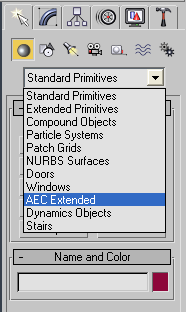 Standard Primitives
Standard Primitives
Extended Primitives
Compound Objects
Particle Systems
Patch Grids
NURBS Surfaces
Doors
Windows
AEC Extended
Dynamics Objects
Stairs
- Name and Color